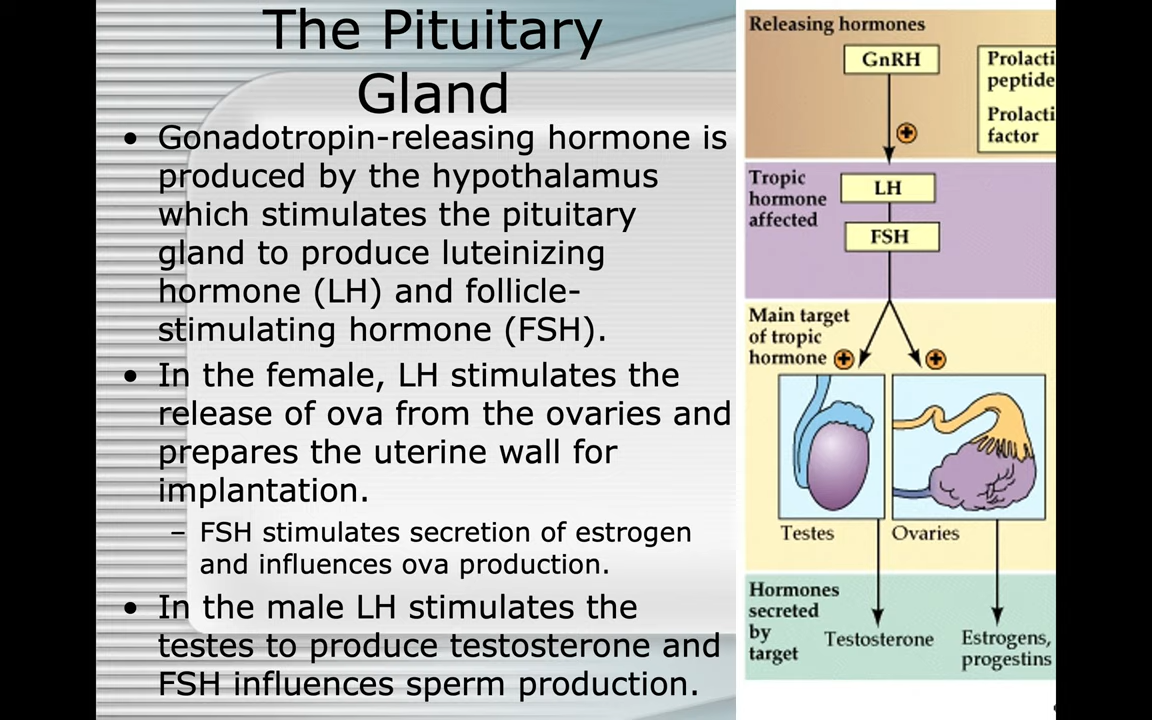 The Pituitary
Gland
• Gonadotropin-releasing hormone is
produced by the hypothalamus
which stimulates the pituitary
gland to produce luteinizing
hormone (LH) and follicle-
stimulating hormone (FSH).
• In the female, LH stimulates the
release of ova from the ovaries and
prepares the uterine wall for
implantation.
– FSH stimulates secretion of estrogen
and influences ova production.
• In the male LH stimulates the
testes to produce testosterone and
FSH influences sperm production.
Releasing hormones
GnRH
Prolacti
peptide
Prolacti
factor
Tropic
hormone
affected
LH
FSH
Main target
of tropic
hormone
Testes
Ovaries
Hormones
secreted
by
target
Testosterone
Estrogens,
progestins